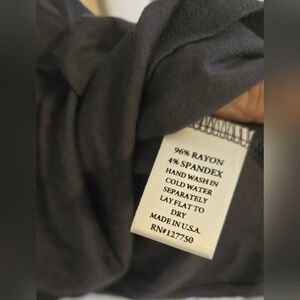 96% RAYON
4% SPANDEX
HAND WASH IN
COLD WATER
SEPARATELY
LAY FLAT TO
DRY
MADE IN U.S.A.
RN#127750